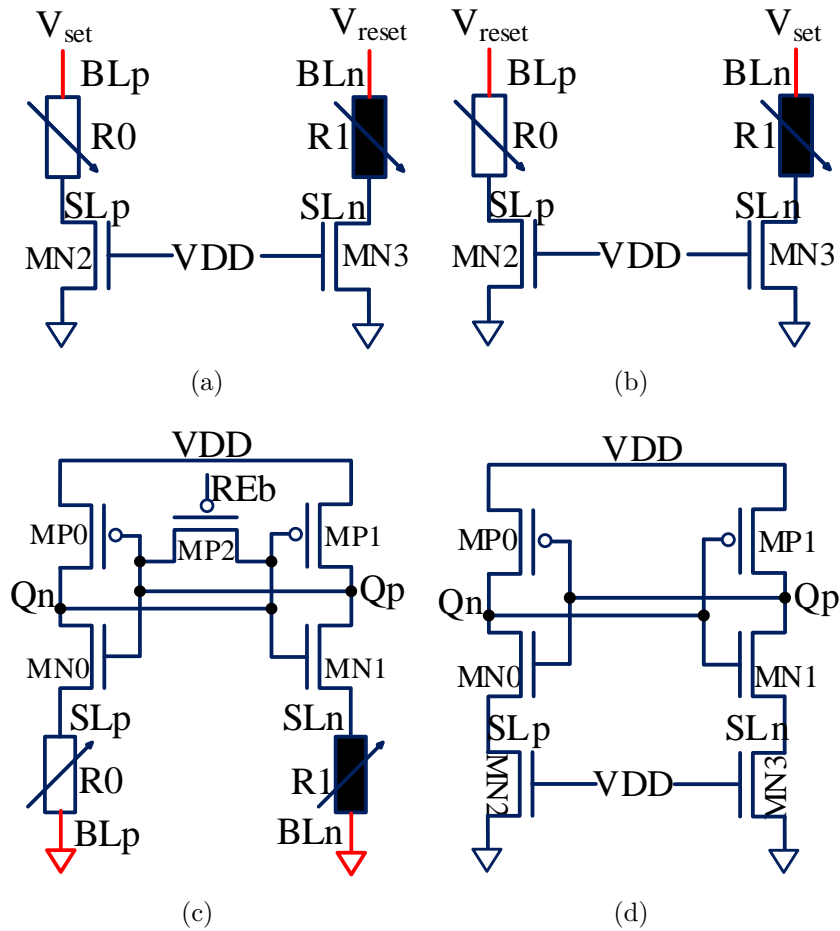 V_set V_reset V_reset V_set
BLp BLn BLp BLn
R0 R1 R0 R1
SLp SLn SLp SLn
MN2 VDD MN3 MN2 VDD MN3
(a) (b)
VDD VDD
REb
MP0 MP2 MP1 MP0 MP1
Qn Qp Qn Qp
MN0 MN1 MN0 MN1
SLp SLn SLp SLn
R0 R1 MN2 VDD MN3
BLp BLn
(c) (d)